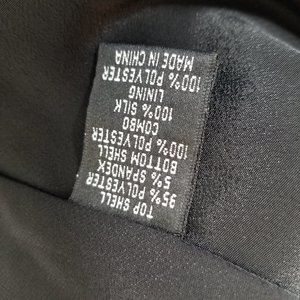 TOP SHELL
95% POLYESTER
5% SPANDEX
BOTTOM SHELL
100% POLYESTER
COMBO
100% SILK
LINING
100% POLYESTER
MADE IN CHINA